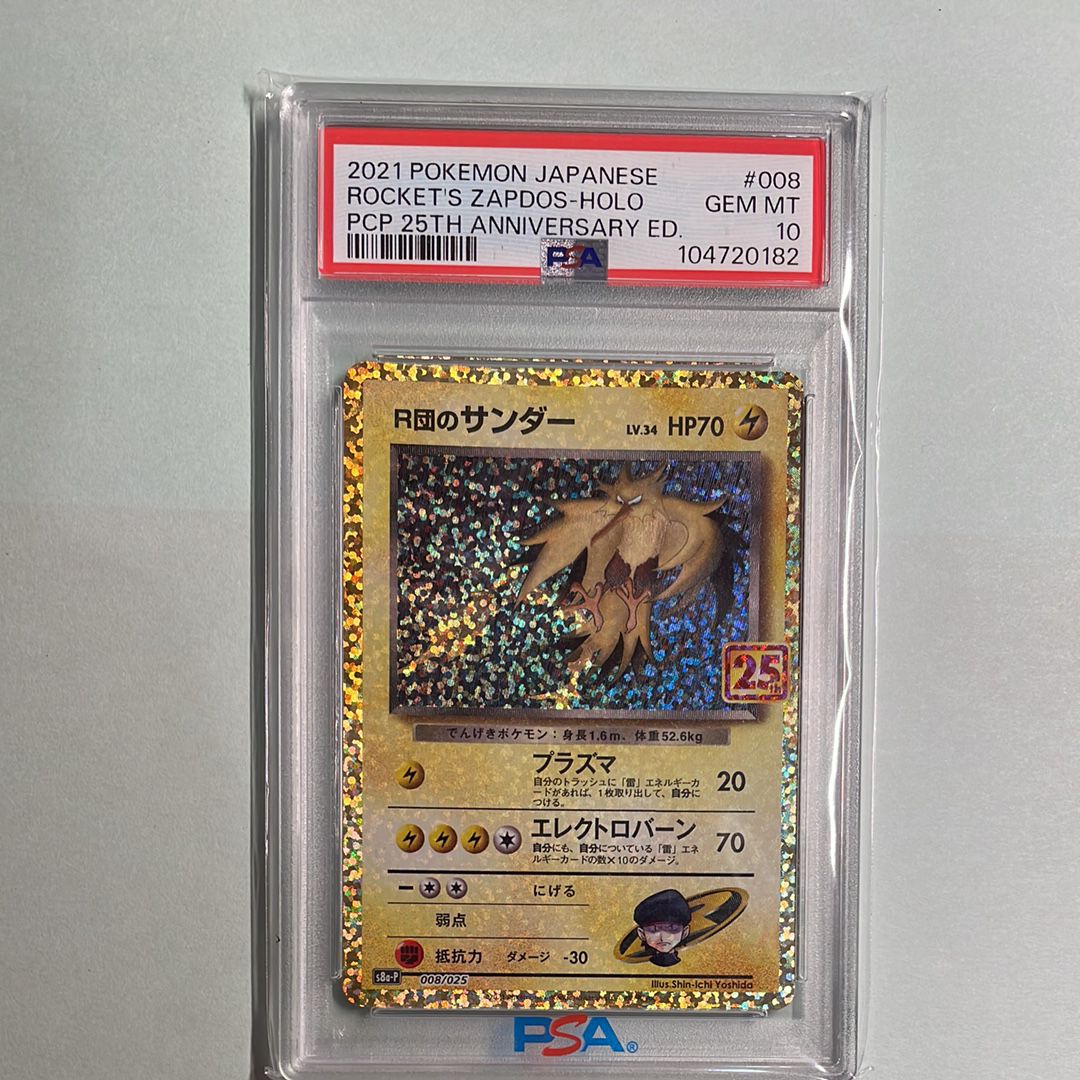 2021 POKEMON JAPANESE #008
ROCKET'S ZAPDOS-HOLO GEM MT
PCP 25TH ANNIVERSARY ED. 10
PSA 104720182
R団のサンダー LV.34 HP70
25th
でんげきポケモン：身長1.6m、体重52.6kg
プラズマ 20
自分のトラッシュに「雷」エネルギーカ
ードがあれば、1枚取り出して、自分に
つける。
エレクトロバーン 70
自分にも、自分についている「雷」エネ
ルギーカードの数×10のダメージ。
にげる
弱点
抵抗力 ダメージ -30
s8a-P 008/025
Illus.Shin-ichi Yoshida
PSA®